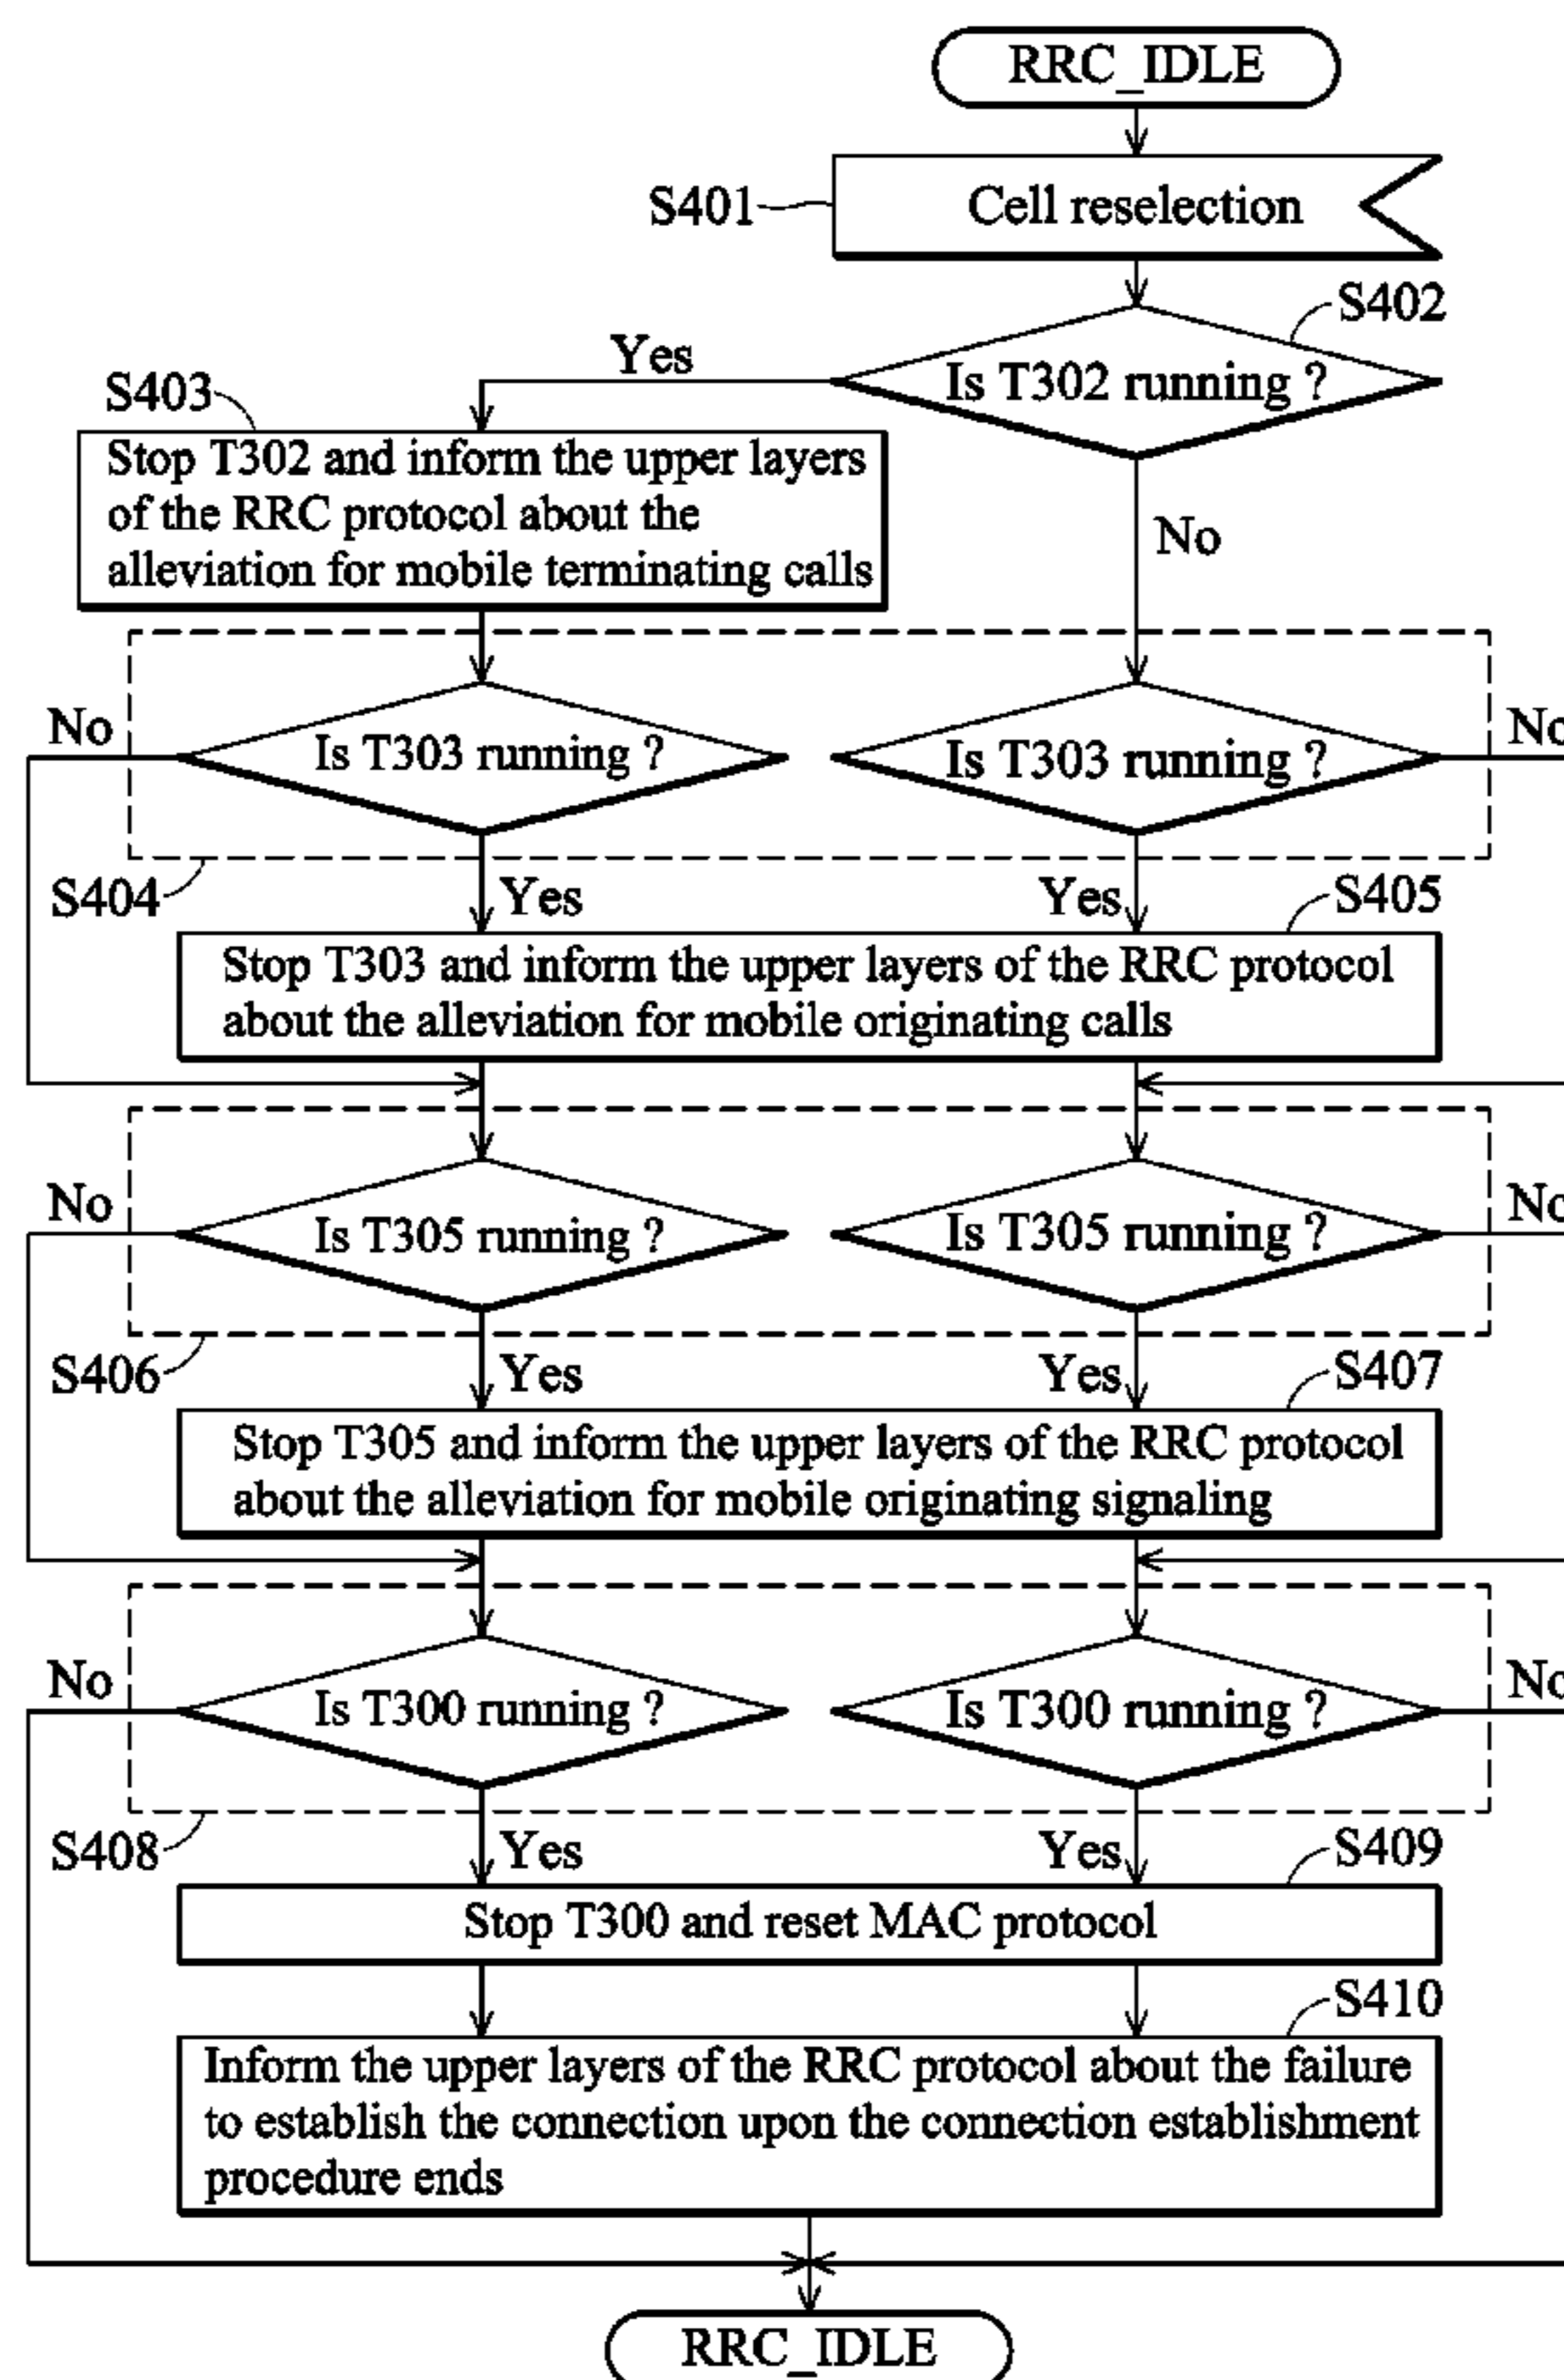 RRC_IDLE
S401
Cell reselection
S402
Yes
Is T302 running ?
S403
Stop T302 and inform the upper layers
of the RRC protocol about the
alleviation for mobile terminating calls
No
No
Is T303 running ?
Is T303 running ?
No
S404
Yes
Yes
S405
Stop T303 and inform the upper layers of the RRC protocol
about the alleviation for mobile originating calls
No
Is T305 running ?
Is T305 running ?
No
S406
Yes
Yes
S407
Stop T305 and inform the upper layers of the RRC protocol
about the alleviation for mobile originating signaling
No
Is T300 running ?
Is T300 running ?
No
S408
Yes
Yes
S409
Stop T300 and reset MAC protocol
S410
Inform the upper layers of the RRC protocol about the failure
to establish the connection upon the connection establishment
procedure ends
RRC_IDLE